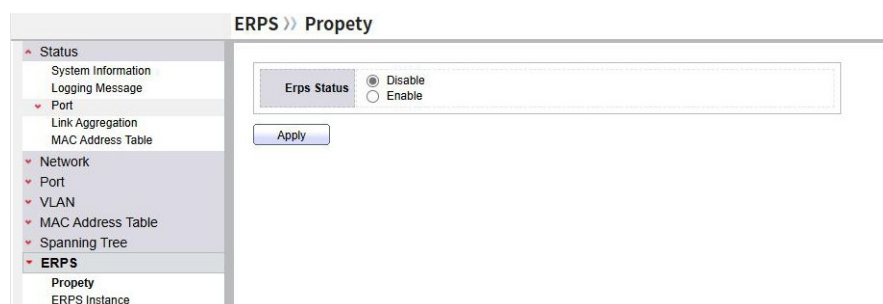 ERPS >> Propety
Status
System Information
Logging Message
Port
Link Aggregation
MAC Address Table
Network
Port
VLAN
MAC Address Table
Spanning Tree
ERPS
Propety
ERPS Instance
Erps Status
Disable
Enable
Apply